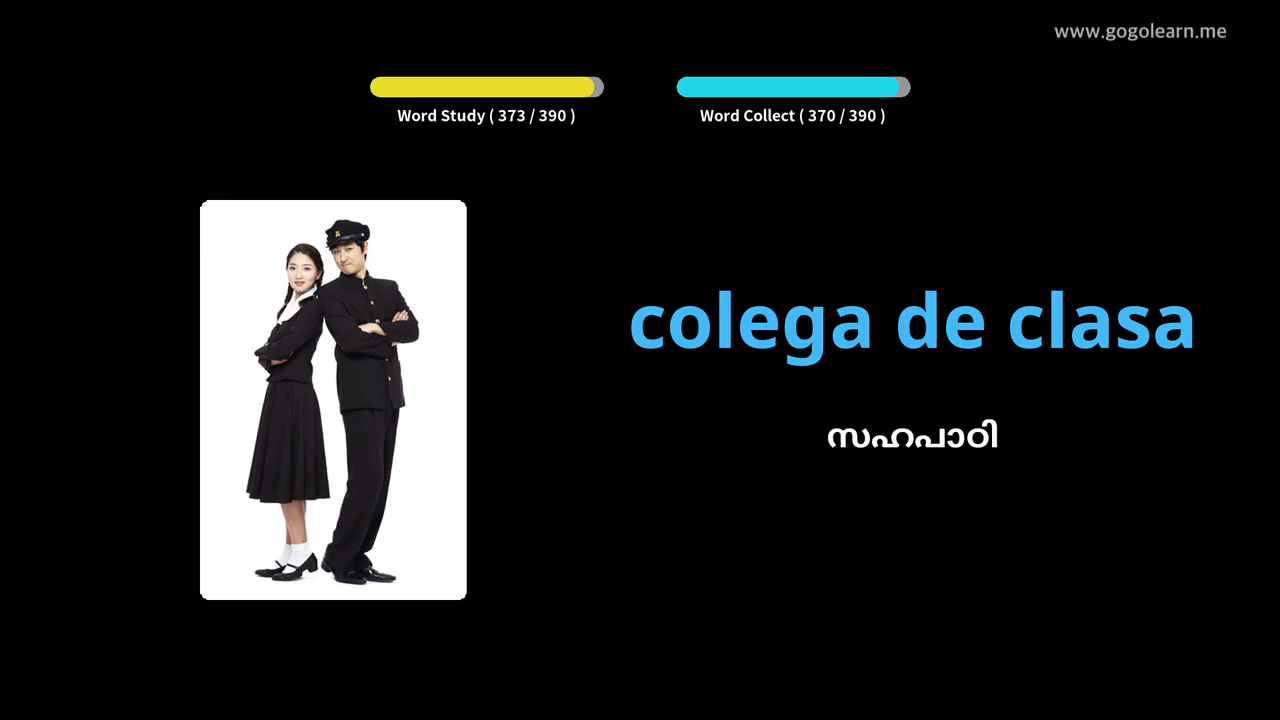 www.gogolearn.me
Word Study ( 373 / 390 )
Word Collect ( 370 / 390 )
colega de clasa
സഹപാഠി